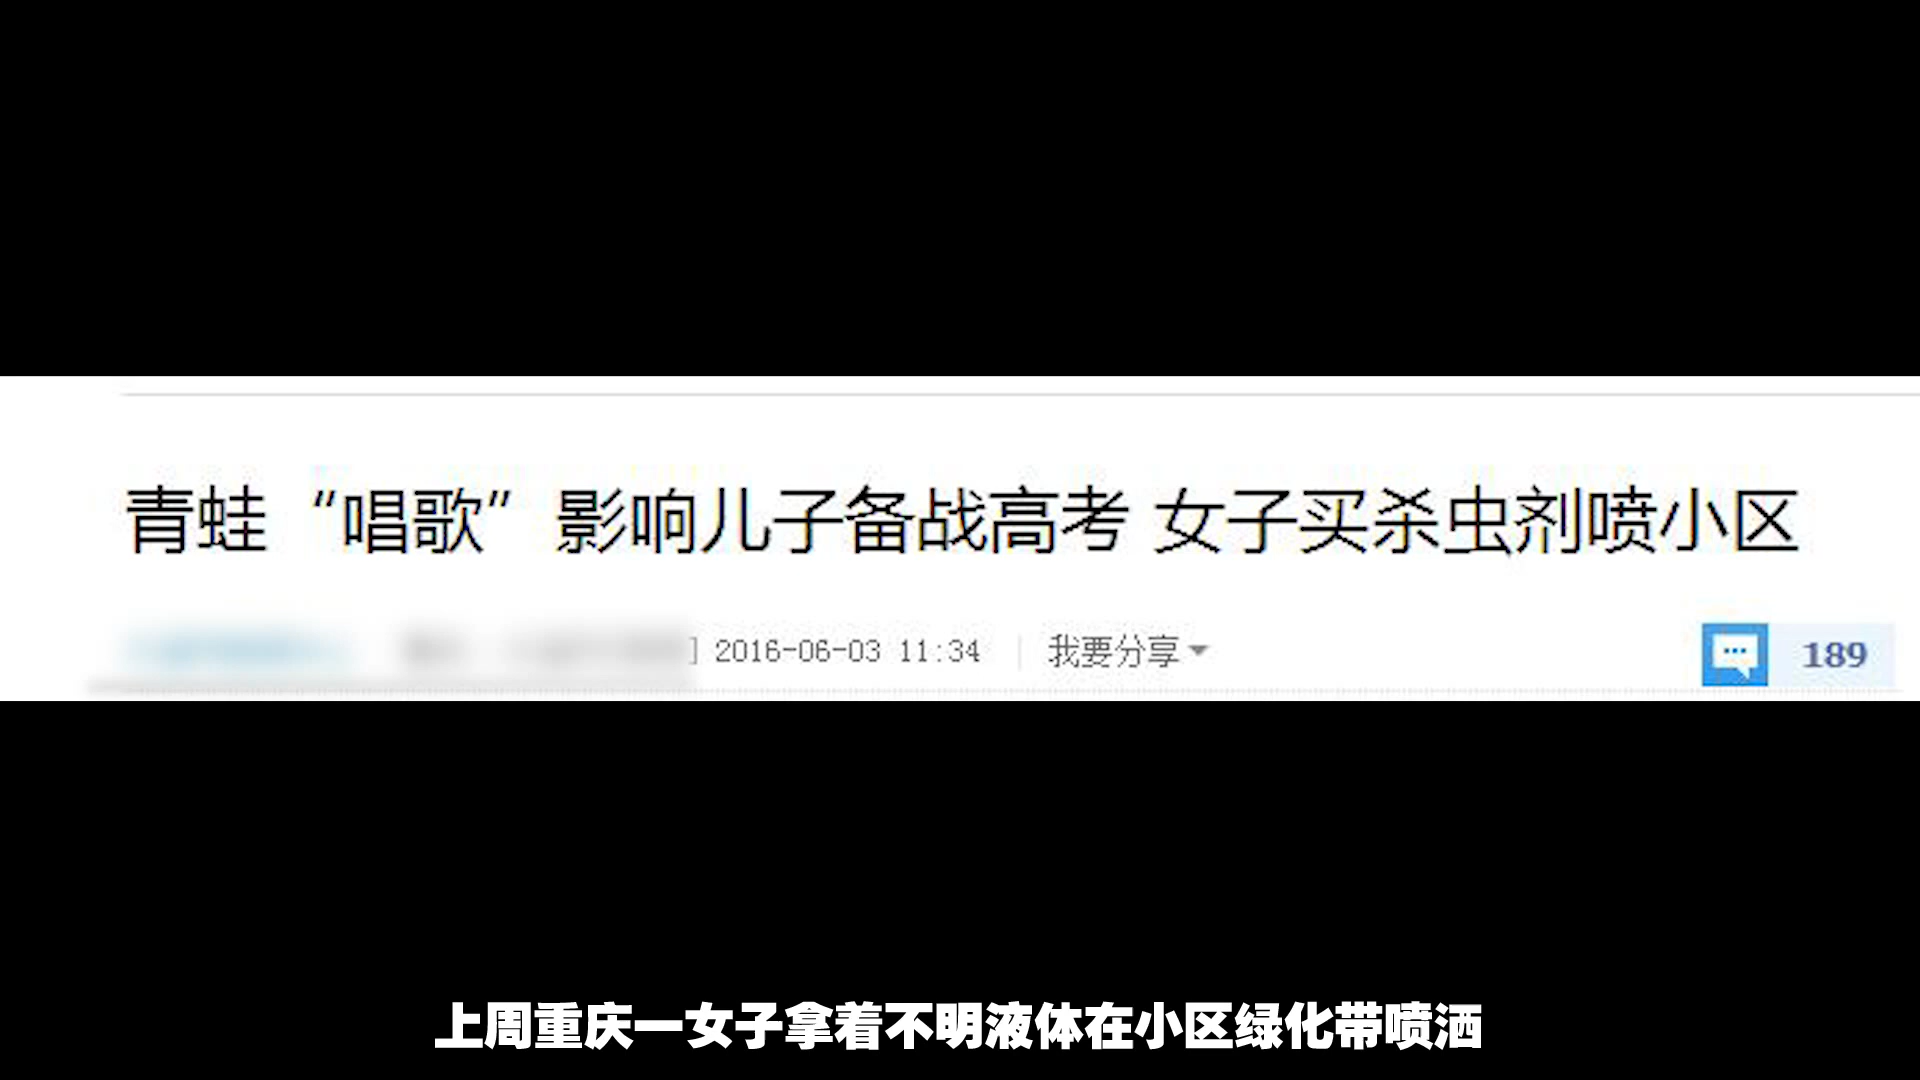 青蛙“唱歌”影响儿子备战高考 女子买杀虫剂喷小区
] 2016-06-03 11:34 我要分享 189
上周重庆一女子拿着不明液体在小区绿化带喷洒